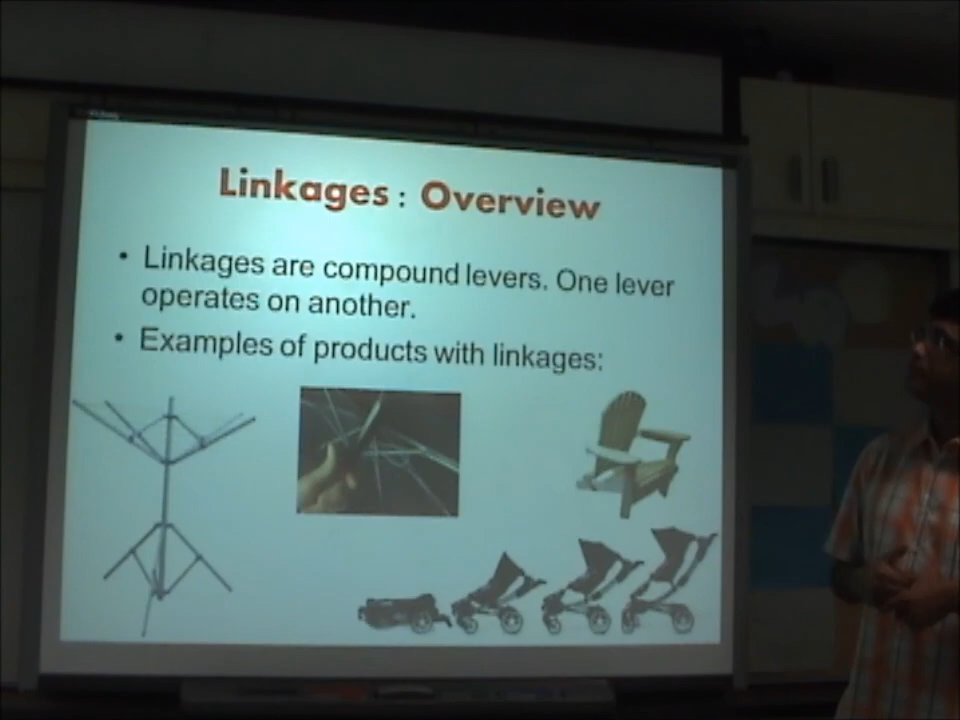 Linkages : Overview
• Linkages are compound levers. One lever
operates on another.
• Examples of products with linkages: